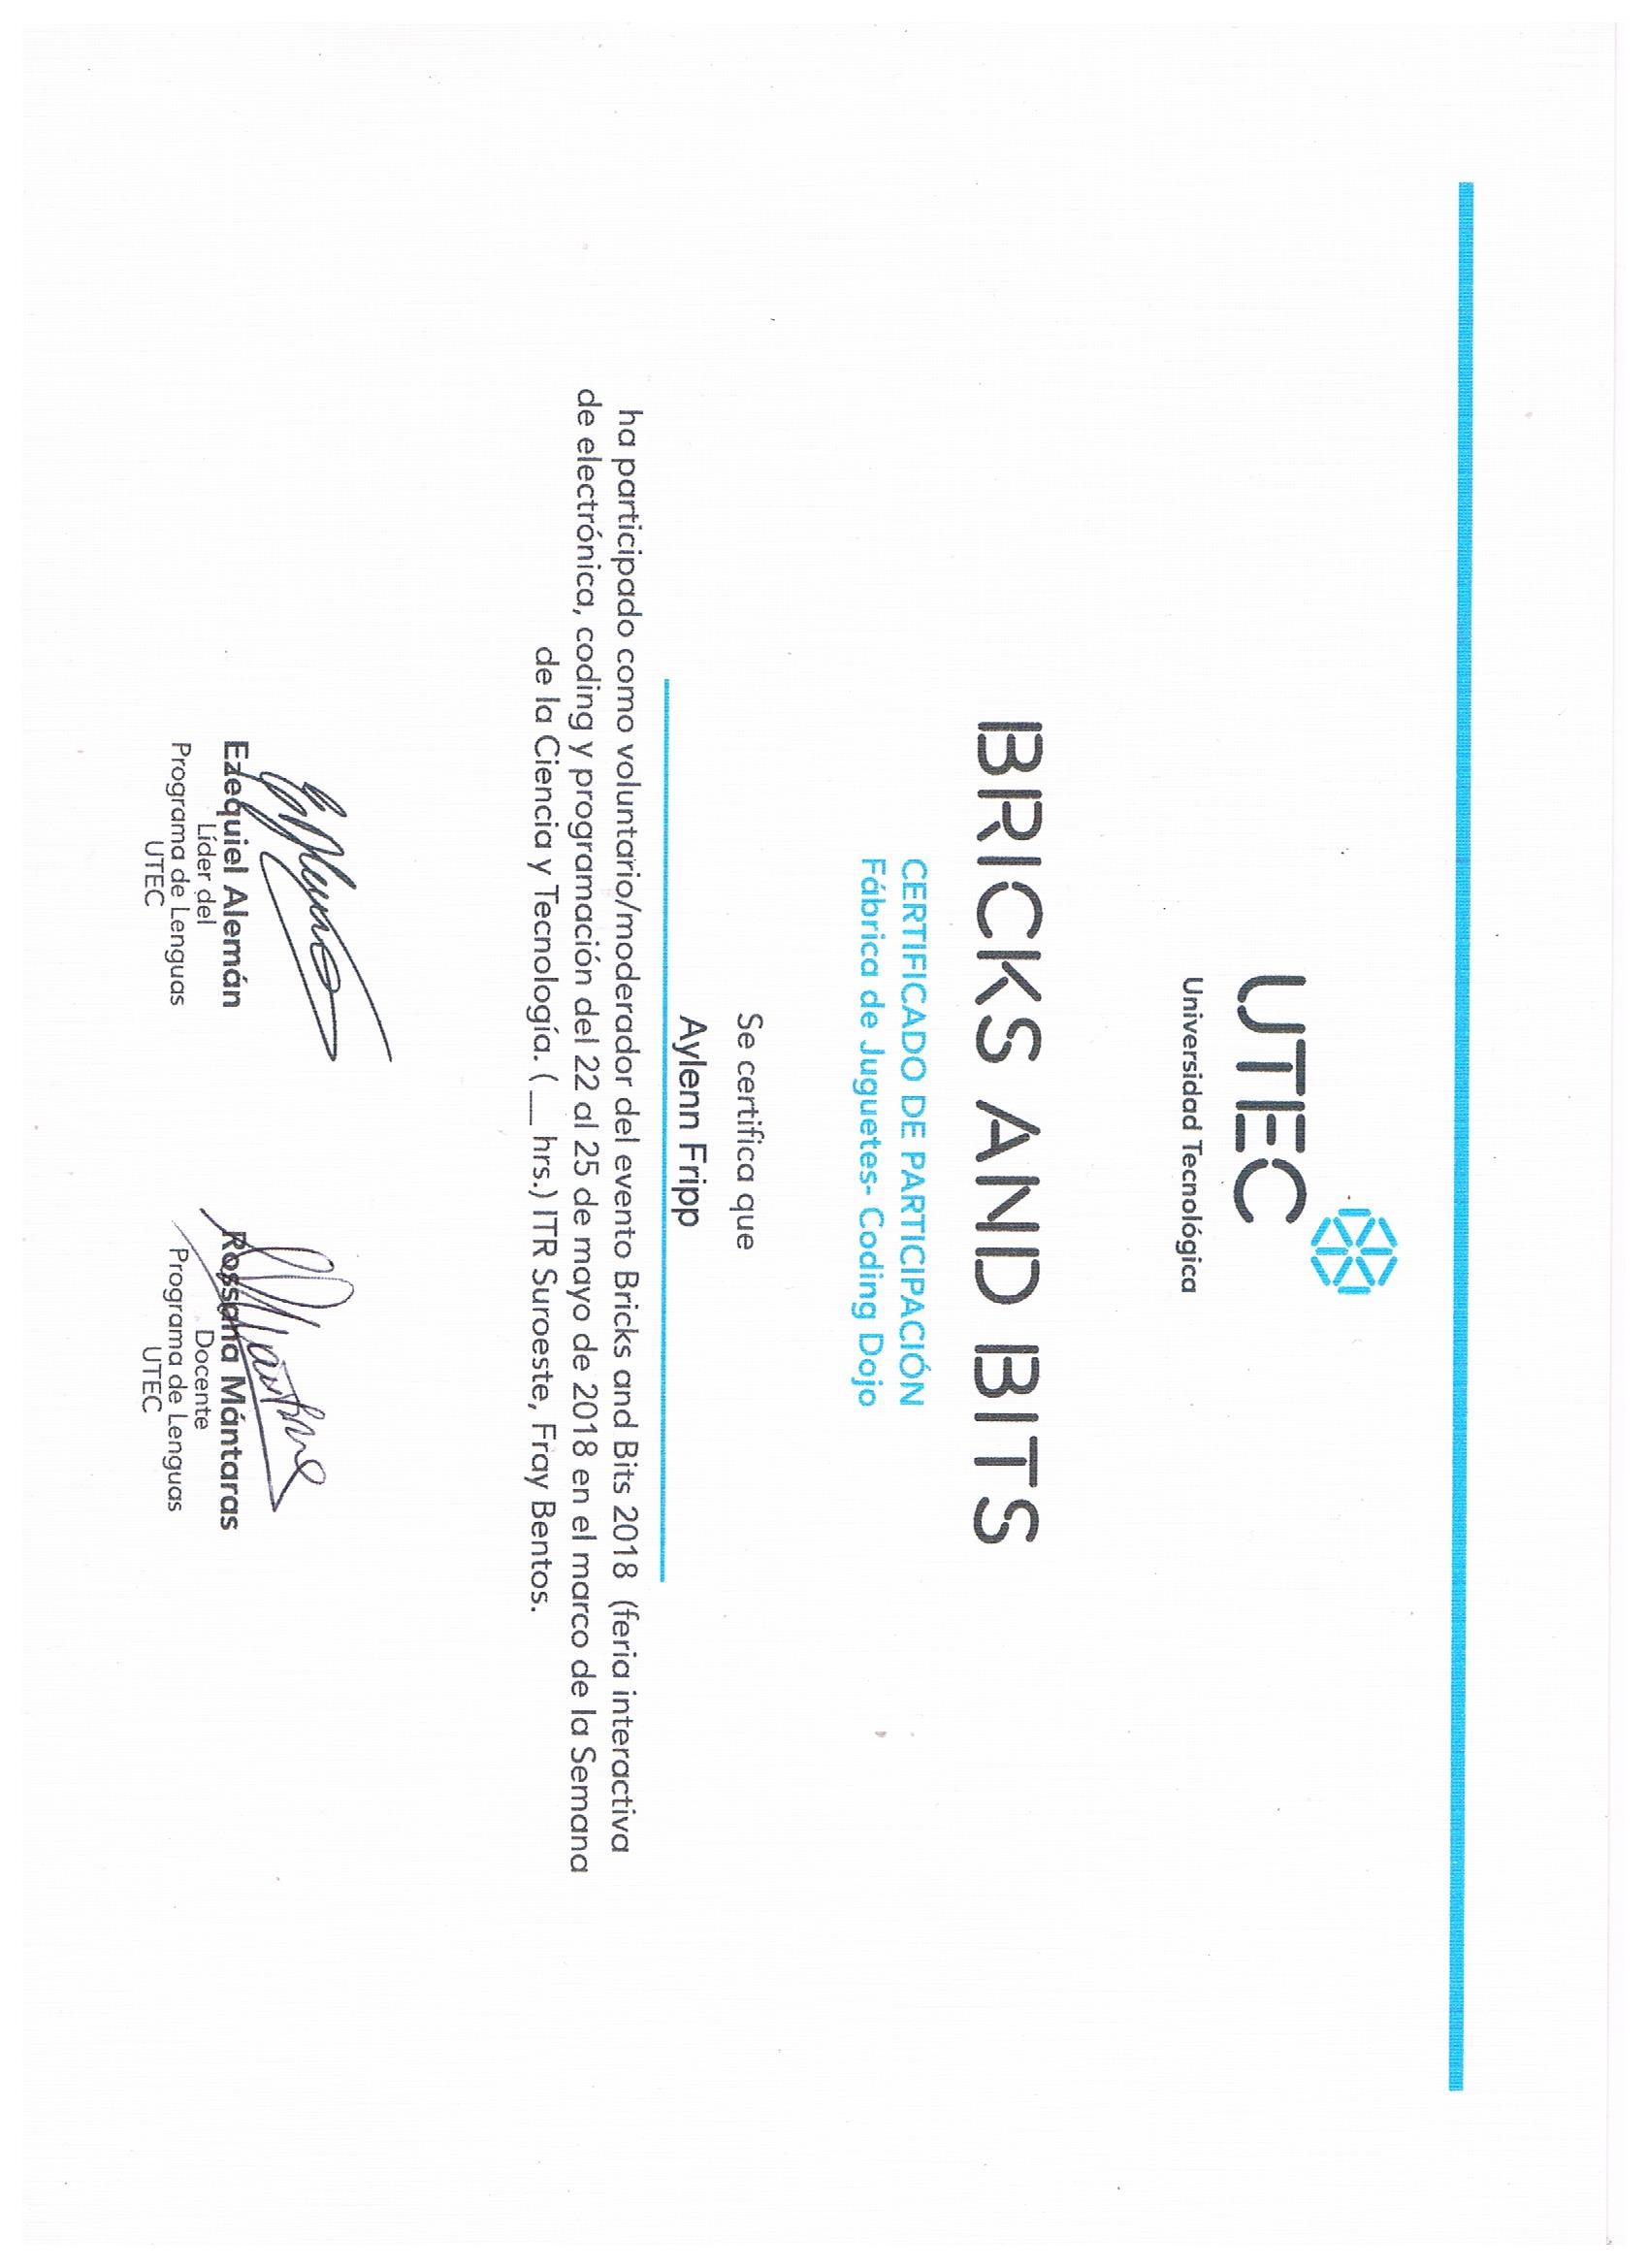 UTEC
Universidad Tecnológica
BRICKS AND BITS
CERTIFICADO DE PARTICIPACIÓN
Fábrica de Juguetes- Coding Dojo
Se certifica que
Aylenn Fripp
ha participado como voluntario/moderador del evento Bricks and Bits 2018 (feria interactiva
de electrónica, coding y programación del 22 al 25 de mayo de 2018 en el marco de la Semana
de la Ciencia y Tecnología. ( __ hrs.) ITR Suroeste, Fray Bentos.
Ezequiel Alemán
Líder del
Programa de Lenguas
UTEC
Rossana Mántaras
Docente
Programa de Lenguas
UTEC